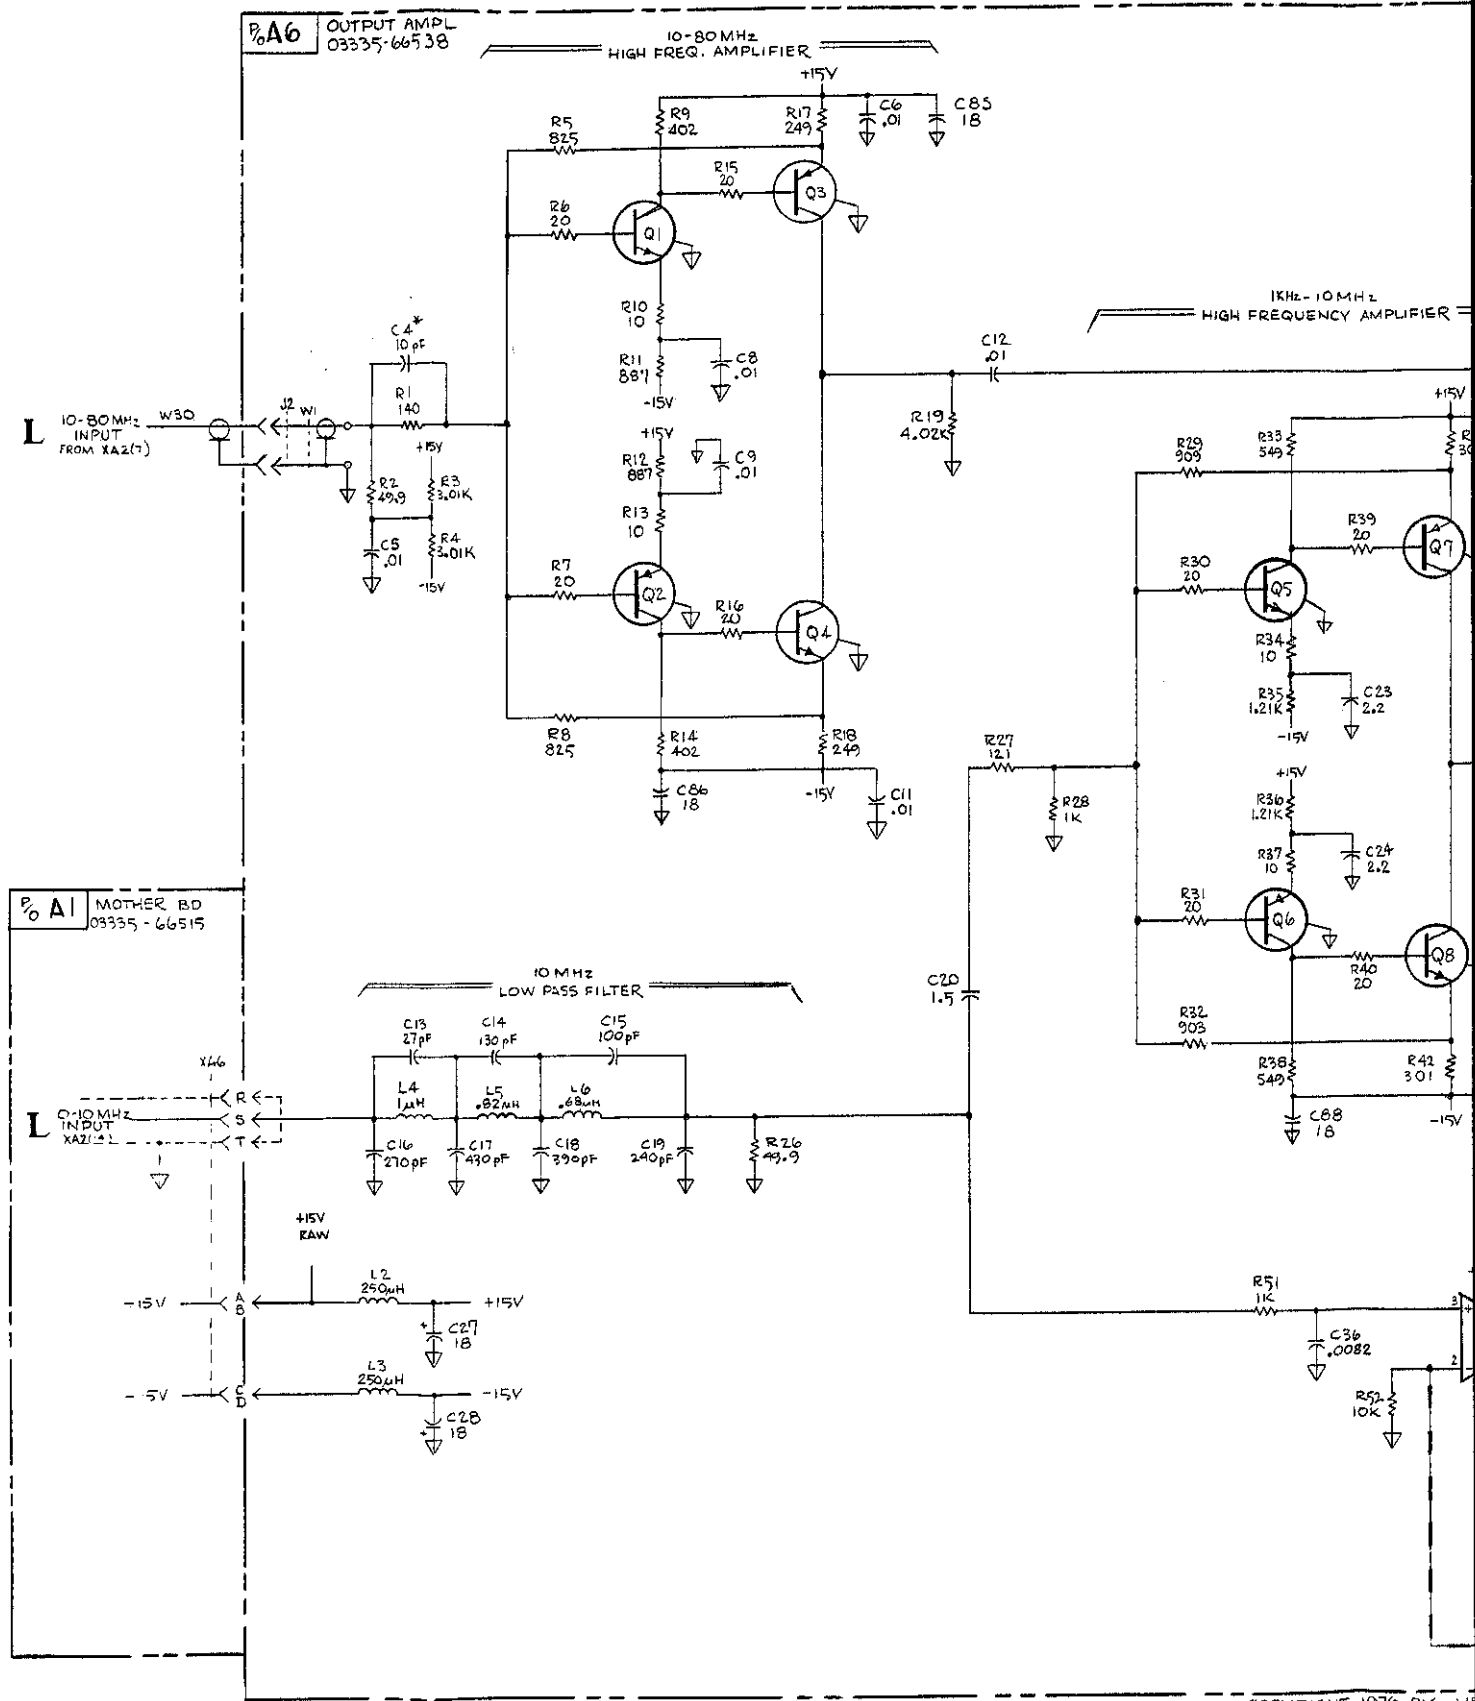 P/O A6
OUTPUT AMPL
03335-66538
10-80MHz
HIGH FREQ. AMPLIFIER
+15V
R9
402
R17
249
C6
.01
C85
18
R5
825
R15
20
Q3
R6
20
Q1
R10
10
R11
887
C8
.01
-15V
+15V
R12
887
C9
.01
R13
10
R7
20
Q2
R16
20
Q4
R8
825
R14
402
R18
249
C86
18
-15V
C11
.01
C4*
10pF
R1
140
L
10-80MHz
INPUT
FROM XA2(7)
W30
J2
W1
+15V
R2
49.9
R3
3.01K
C5
.01
R4
3.01K
-15V
C12
.01
R19
4.02K
1KHz-10MHz
HIGH FREQUENCY AMPLIFIER
+15V
R29
909
R33
549
R39
20
Q7
R30
20
Q5
R34
10
R35
1.21K
C23
2.2
-15V
+15V
R36
1.21K
R37
10
C24
2.2
R31
20
Q6
R40
20
Q8
R32
903
R38
549
R42
301
C88
18
-15V
R27
121
R28
1K
C20
1.5
P/O A1
MOTHER BD
03335-66515
10MHz
LOW PASS FILTER
C13
27pF
C14
130pF
C15
100pF
L4
1µH
L5
.82µH
L6
.68µH
C16
270pF
C17
430pF
C18
390pF
C19
240pF
R26
49.9
L
0-10MHz
INPUT
R
S
T
+15V
RAW
-15V
A
B
L2
250µH
+15V
+
C27
18
- 5V
C
D
L3
250µH
-15V
+
C28
18
R51
1K
C36
.0082
R52
10K
3
+
2